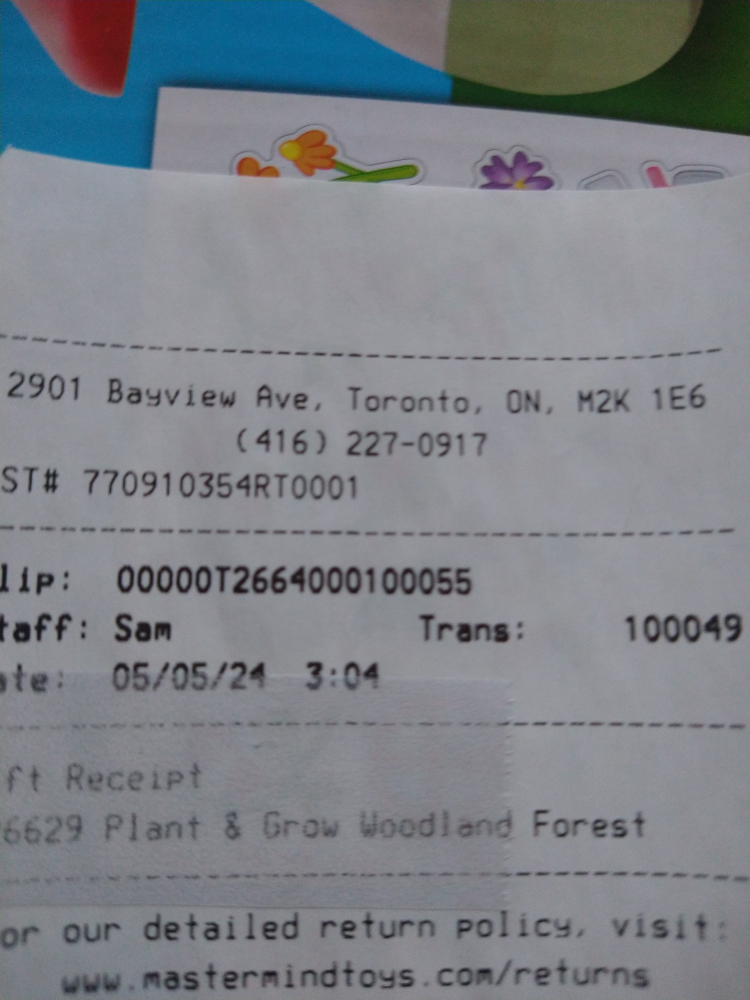 2901 Bayview Ave, Toronto, ON, M2K 1E6
(416) 227-0917
ST# 770910354RT0001
lip: 00000T2664000100055
taff: Sam Trans: 100049
ate: 05/05/24 3:04
ft Receipt
6629 Plant & Grow Woodland Forest
or our detailed return policy, visit:
www.mastermindtoys.com/returns